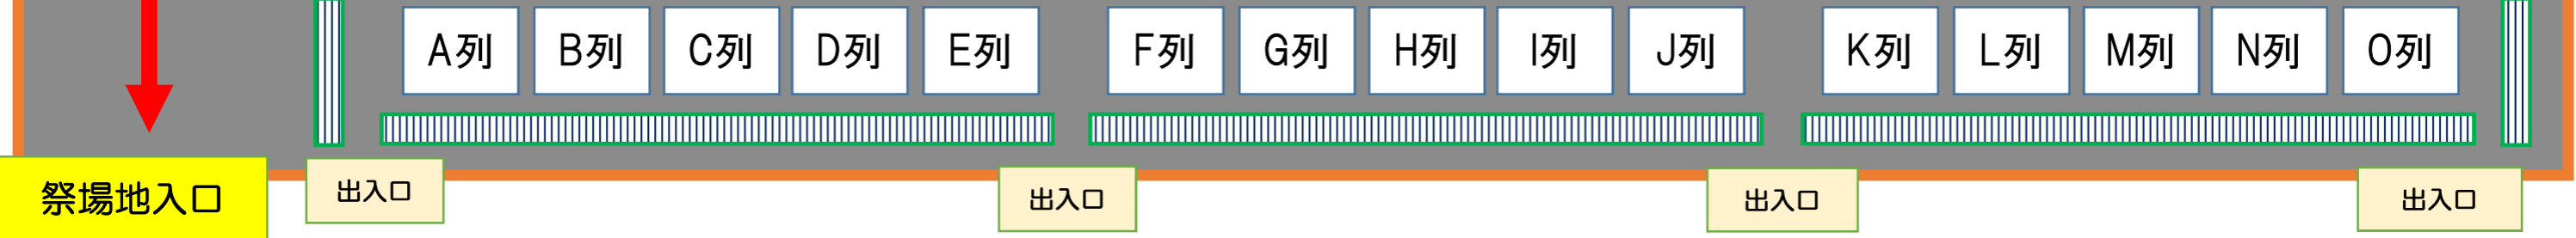 A列 B列 C列 D列 E列 F列 G列 H列 I列 J列 K列 L列 M列 N列 O列
祭場地入口 出入口 出入口 出入口 出入口